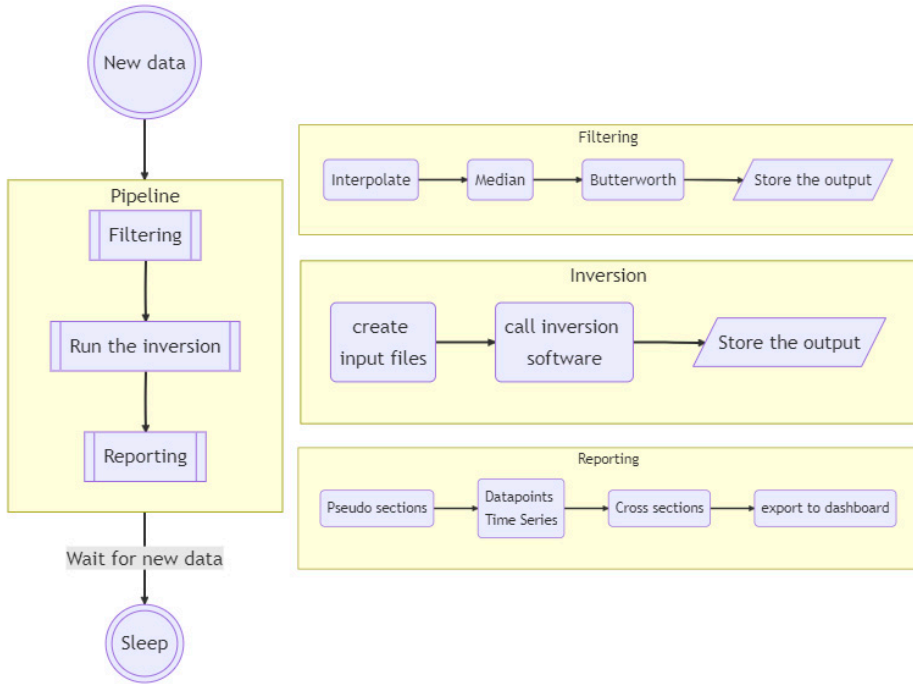 New data
Pipeline
Filtering
Run the inversion
Reporting
Wait for new data
Sleep
Filtering
Interpolate
Median
Butterworth
Store the output
Inversion
create
input files
call inversion
software
Store the output
Reporting
Pseudo sections
Datapoints
Time Series
Cross sections
export to dashboard